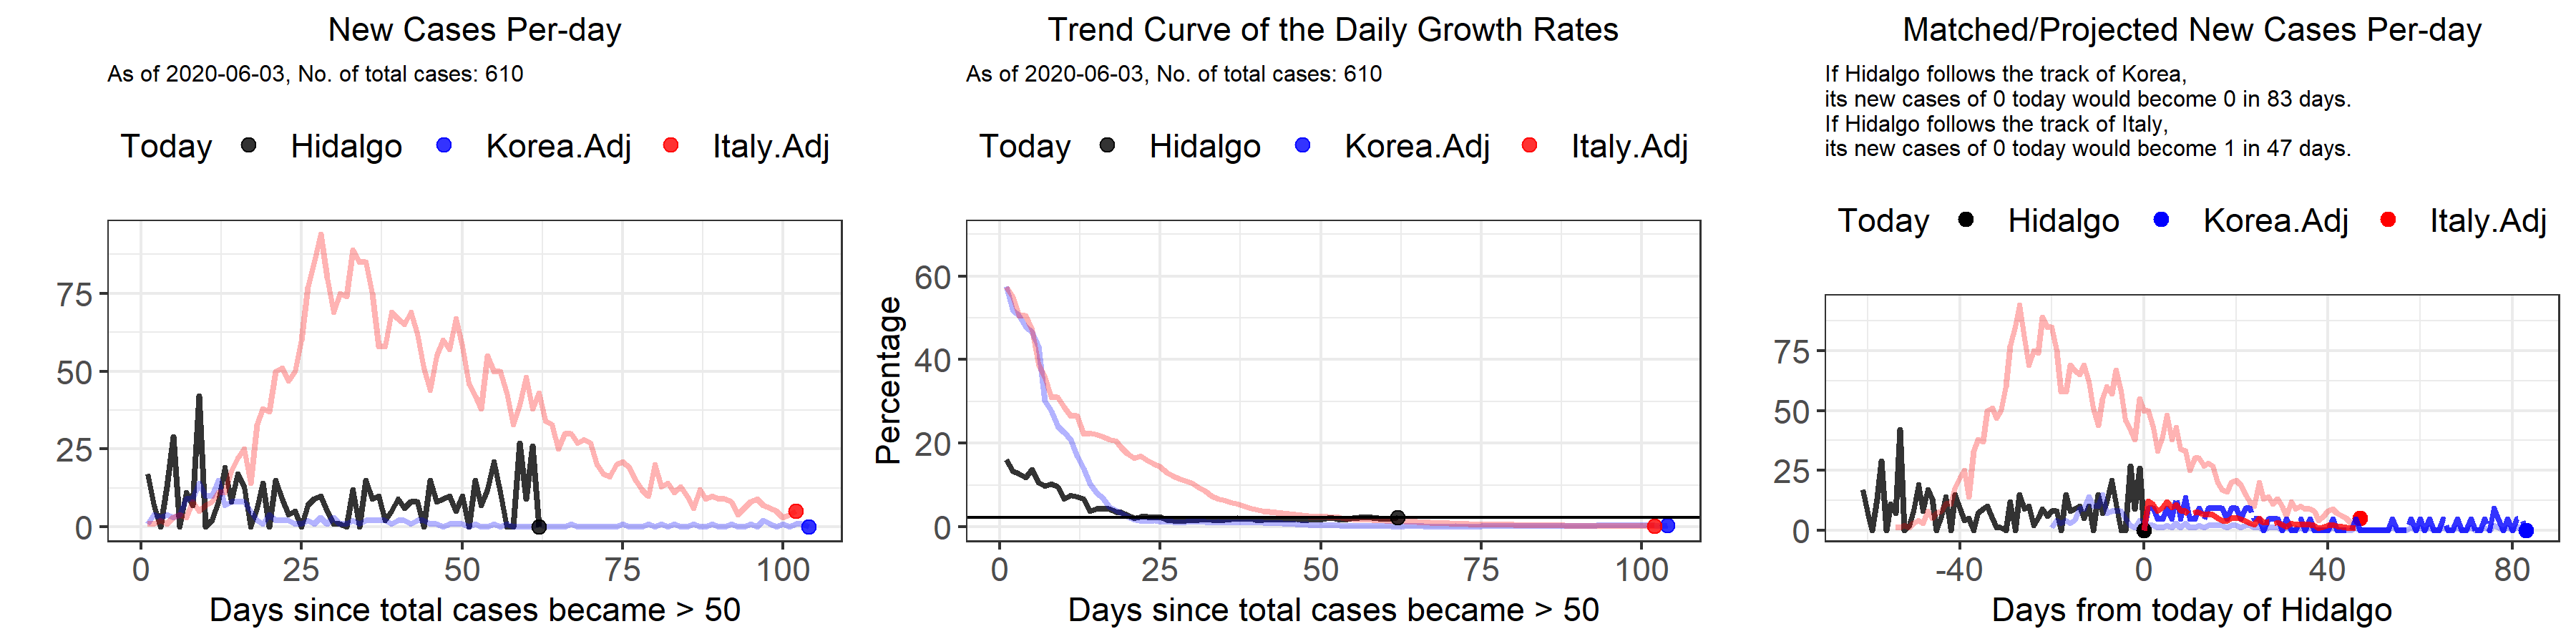 New Cases Per-day
As of 2020-06-03, No. of total cases: 610
Today Hidalgo Korea.Adj Italy.Adj
75
50
25
0
0 25 50 75 100
Days since total cases became > 50
Trend Curve of the Daily Growth Rates
As of 2020-06-03, No. of total cases: 610
Today Hidalgo Korea.Adj Italy.Adj
Percentage
60
40
20
0
0 25 50 75 100
Days since total cases became > 50
Matched/Projected New Cases Per-day
If Hidalgo follows the track of Korea,
its new cases of 0 today would become 0 in 83 days.
If Hidalgo follows the track of Italy,
its new cases of 0 today would become 1 in 47 days.
Today Hidalgo Korea.Adj Italy.Adj
75
50
25
0
-40 0 40 80
Days from today of Hidalgo